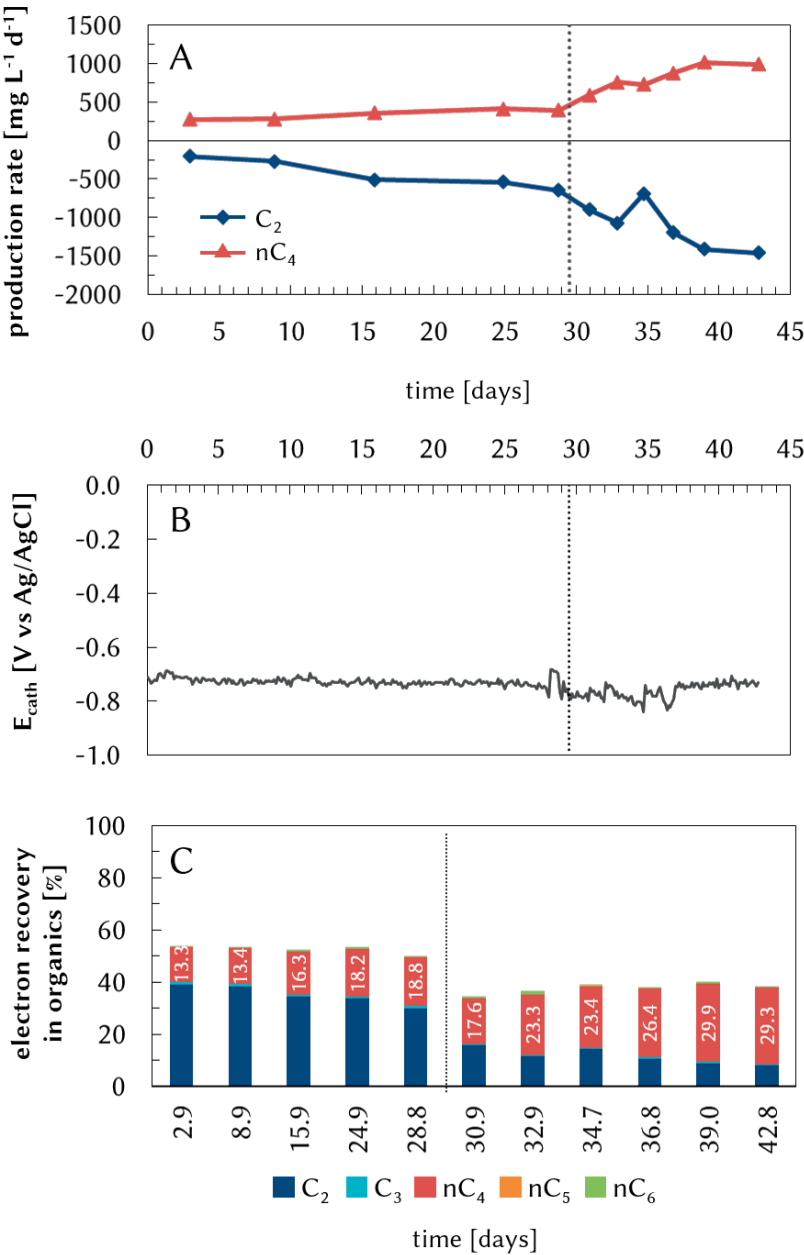 1500
1000
500
0
-500
-1000
-1500
-2000
production rate [mg L⁻¹ d⁻¹]
A
C₂
nC₄
0 5 10 15 20 25 30 35 40 45
time [days]
0 5 10 15 20 25 30 35 40 45
0.0
-0.2
-0.4
-0.6
-0.8
-1.0
E_cath [V vs Ag/AgCl]
B
100
80
60
40
20
0
electron recovery
in organics [%]
C
13.3 13.4 16.3 18.2 18.8 17.6 23.3 23.4 26.4 29.9 29.3
2.9 8.9 15.9 24.9 28.8 30.9 32.9 34.7 36.8 39.0 42.8
C₂ C₃ nC₄ nC₅ nC₆
time [days]